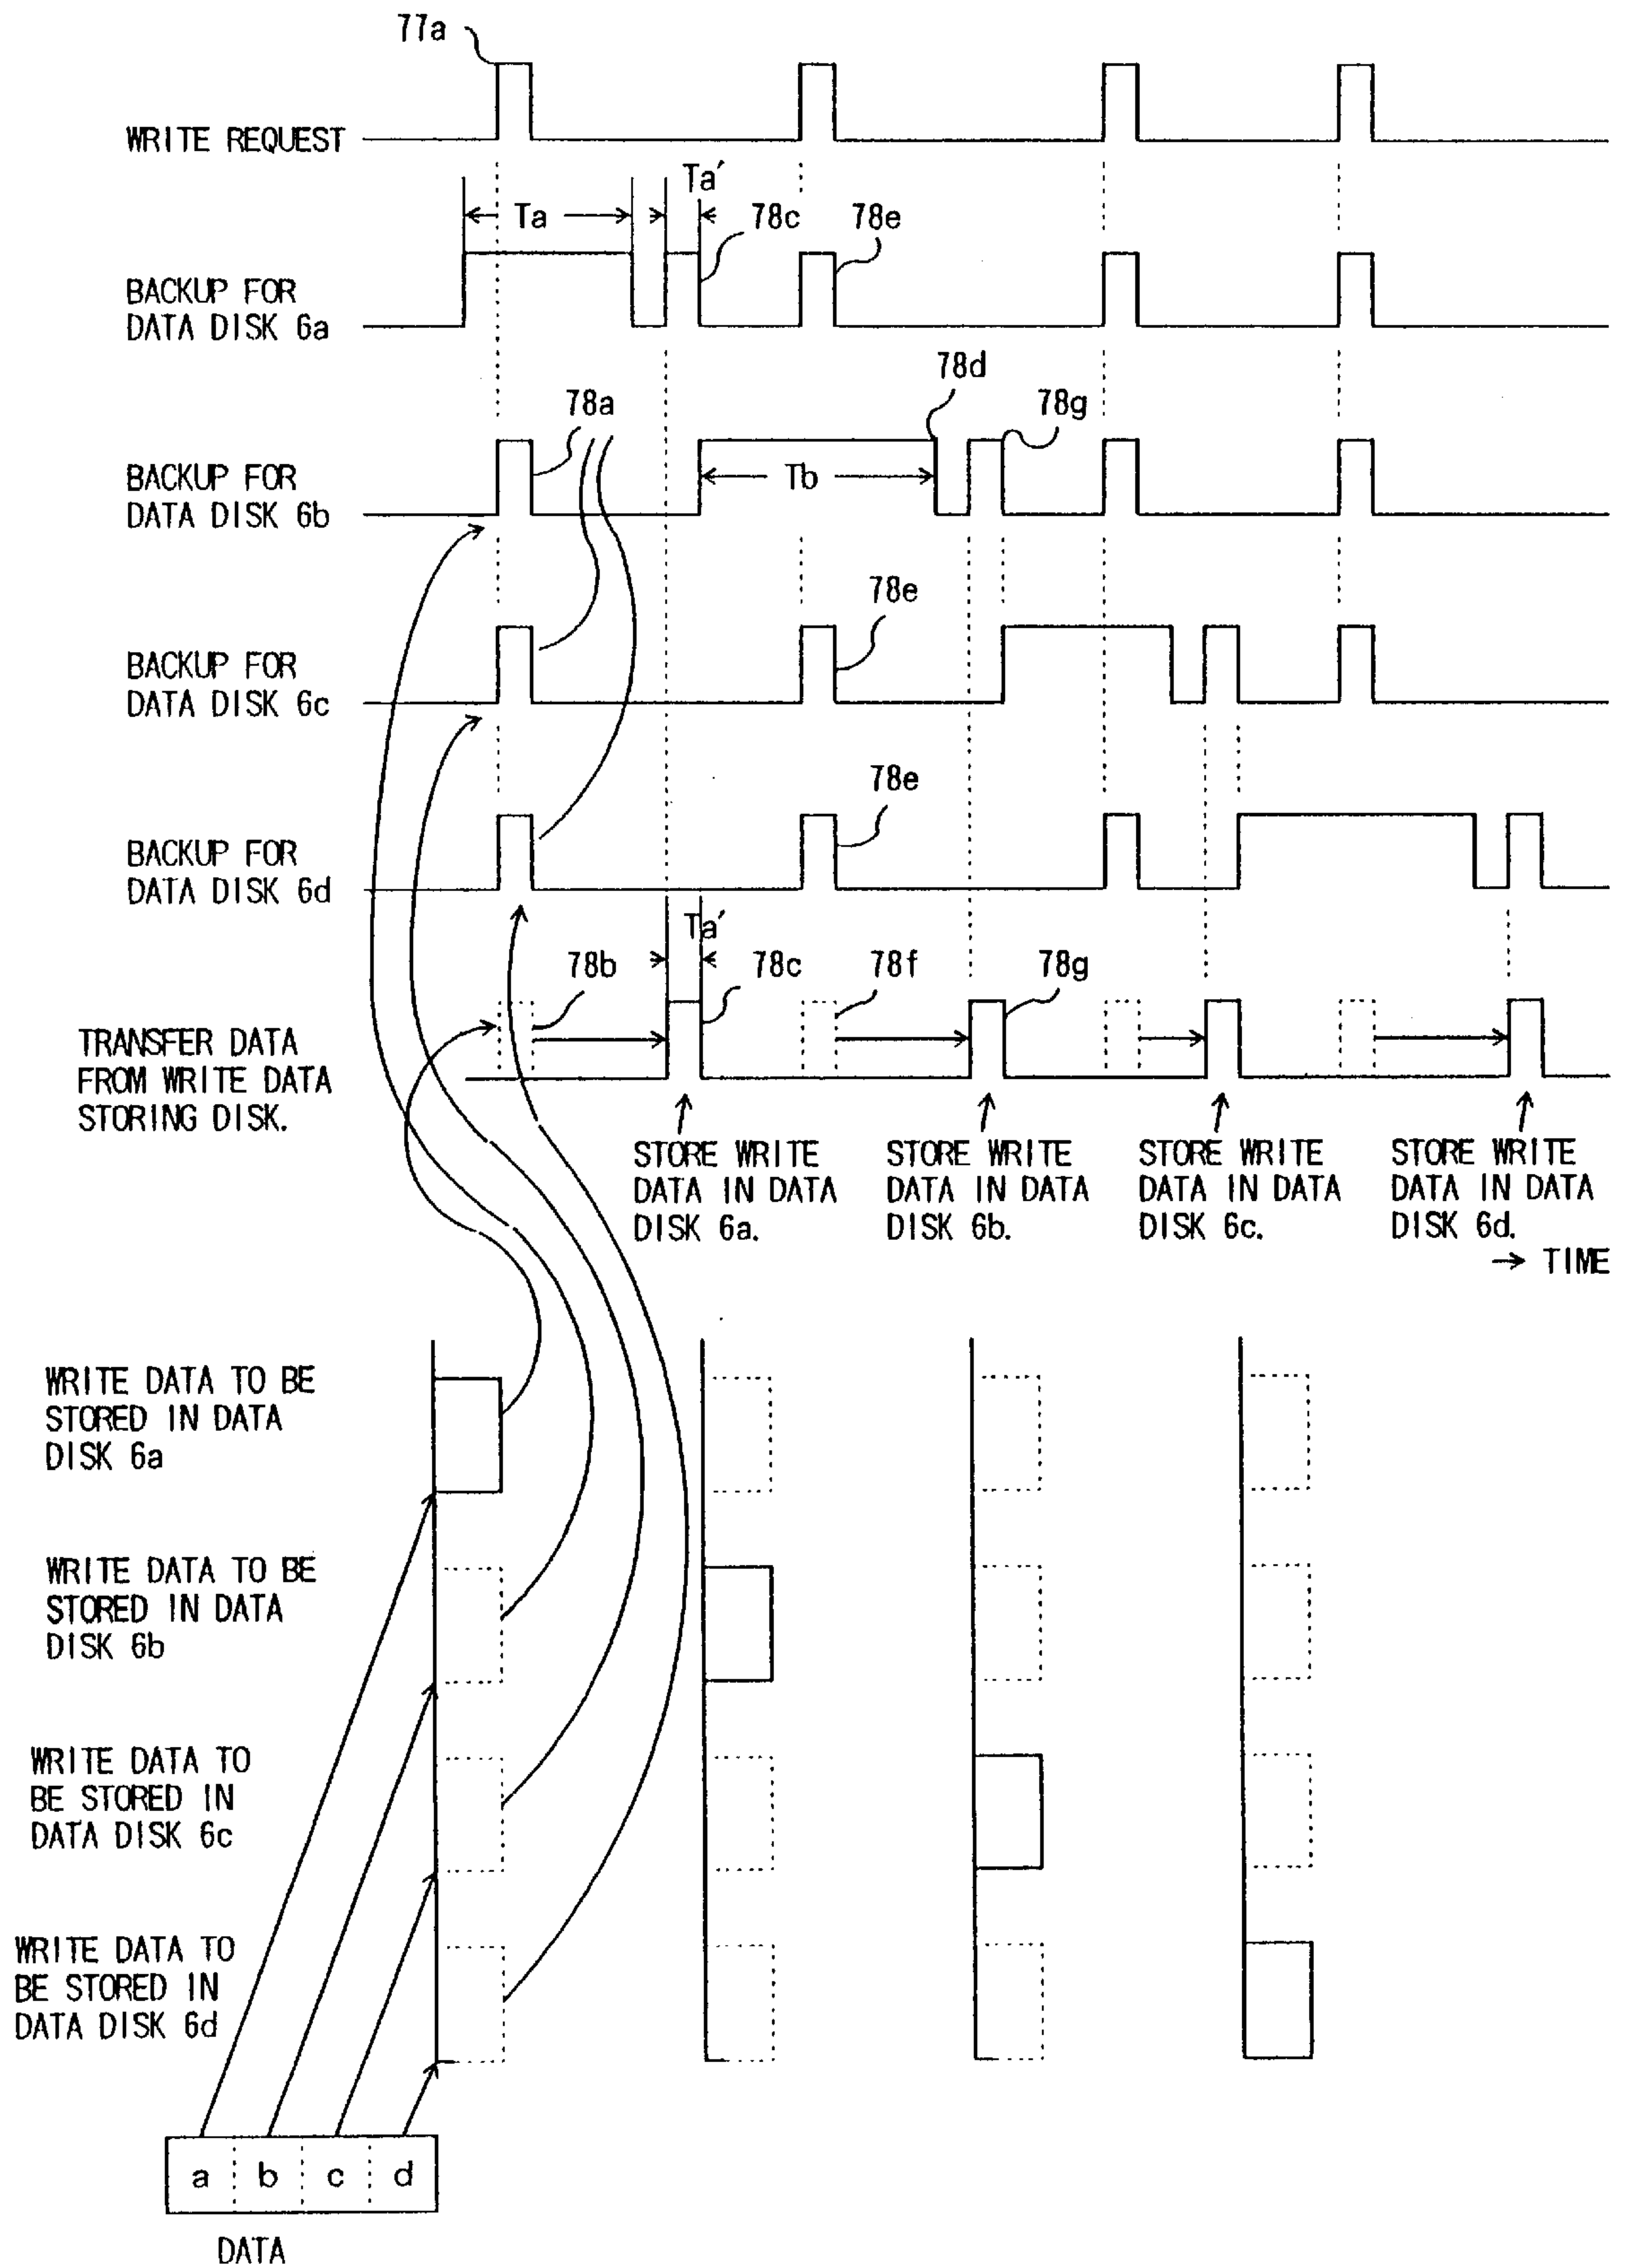 77a
WRITE REQUEST
Ta
Ta′
78c
78e
BACKUP FOR
DATA DISK 6a
78a
78d
78g
BACKUP FOR
DATA DISK 6b
Tb
78e
BACKUP FOR
DATA DISK 6c
78e
BACKUP FOR
DATA DISK 6d
Ta′
78b
78c
78f
78g
TRANSFER DATA
FROM WRITE DATA
STORING DISK.
STORE WRITE
DATA IN DATA
DISK 6a.
STORE WRITE
DATA IN DATA
DISK 6b.
STORE WRITE
DATA IN DATA
DISK 6c.
STORE WRITE
DATA IN DATA
DISK 6d.
→ TIME
WRITE DATA TO BE
STORED IN DATA
DISK 6a
WRITE DATA TO BE
STORED IN DATA
DISK 6b
WRITE DATA TO
BE STORED IN
DATA DISK 6c
WRITE DATA TO
BE STORED IN
DATA DISK 6d
a b c d
DATA